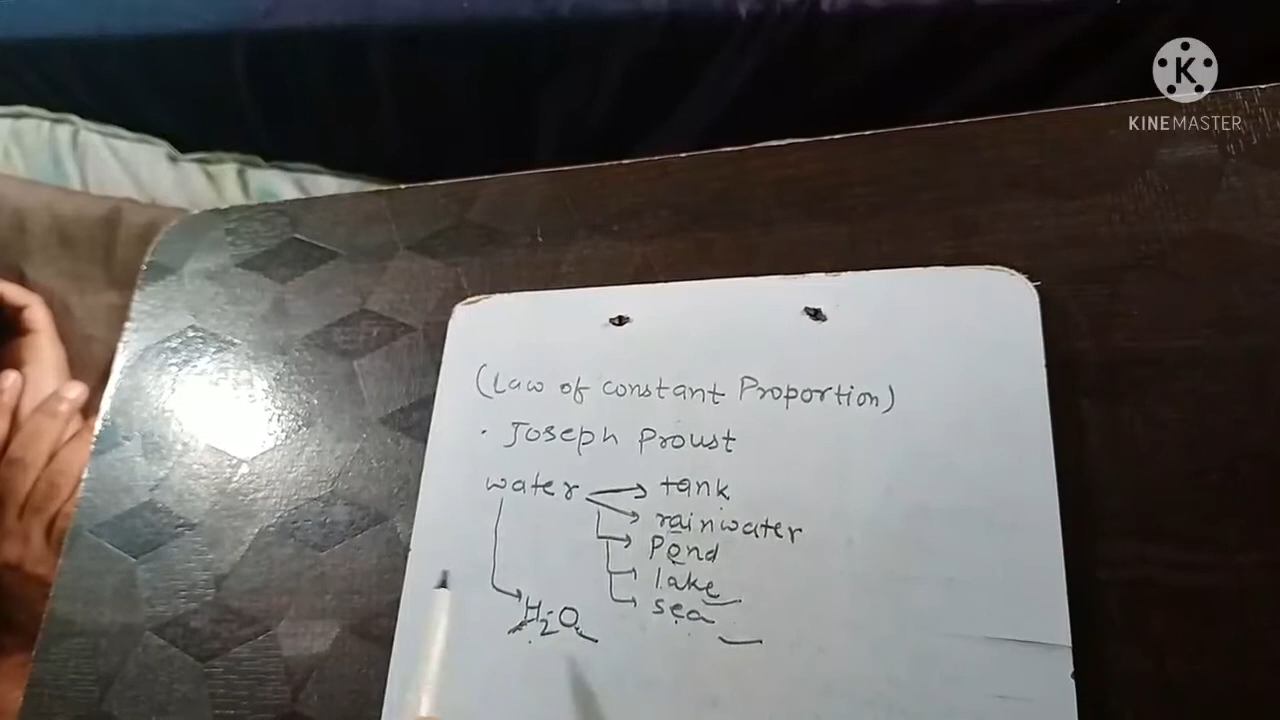 K
KINEMASTER
(Law of constant Proportion)
· Joseph Proust
water → tank
→ rainwater
→ Pond
→ lake
→ sea
H2O